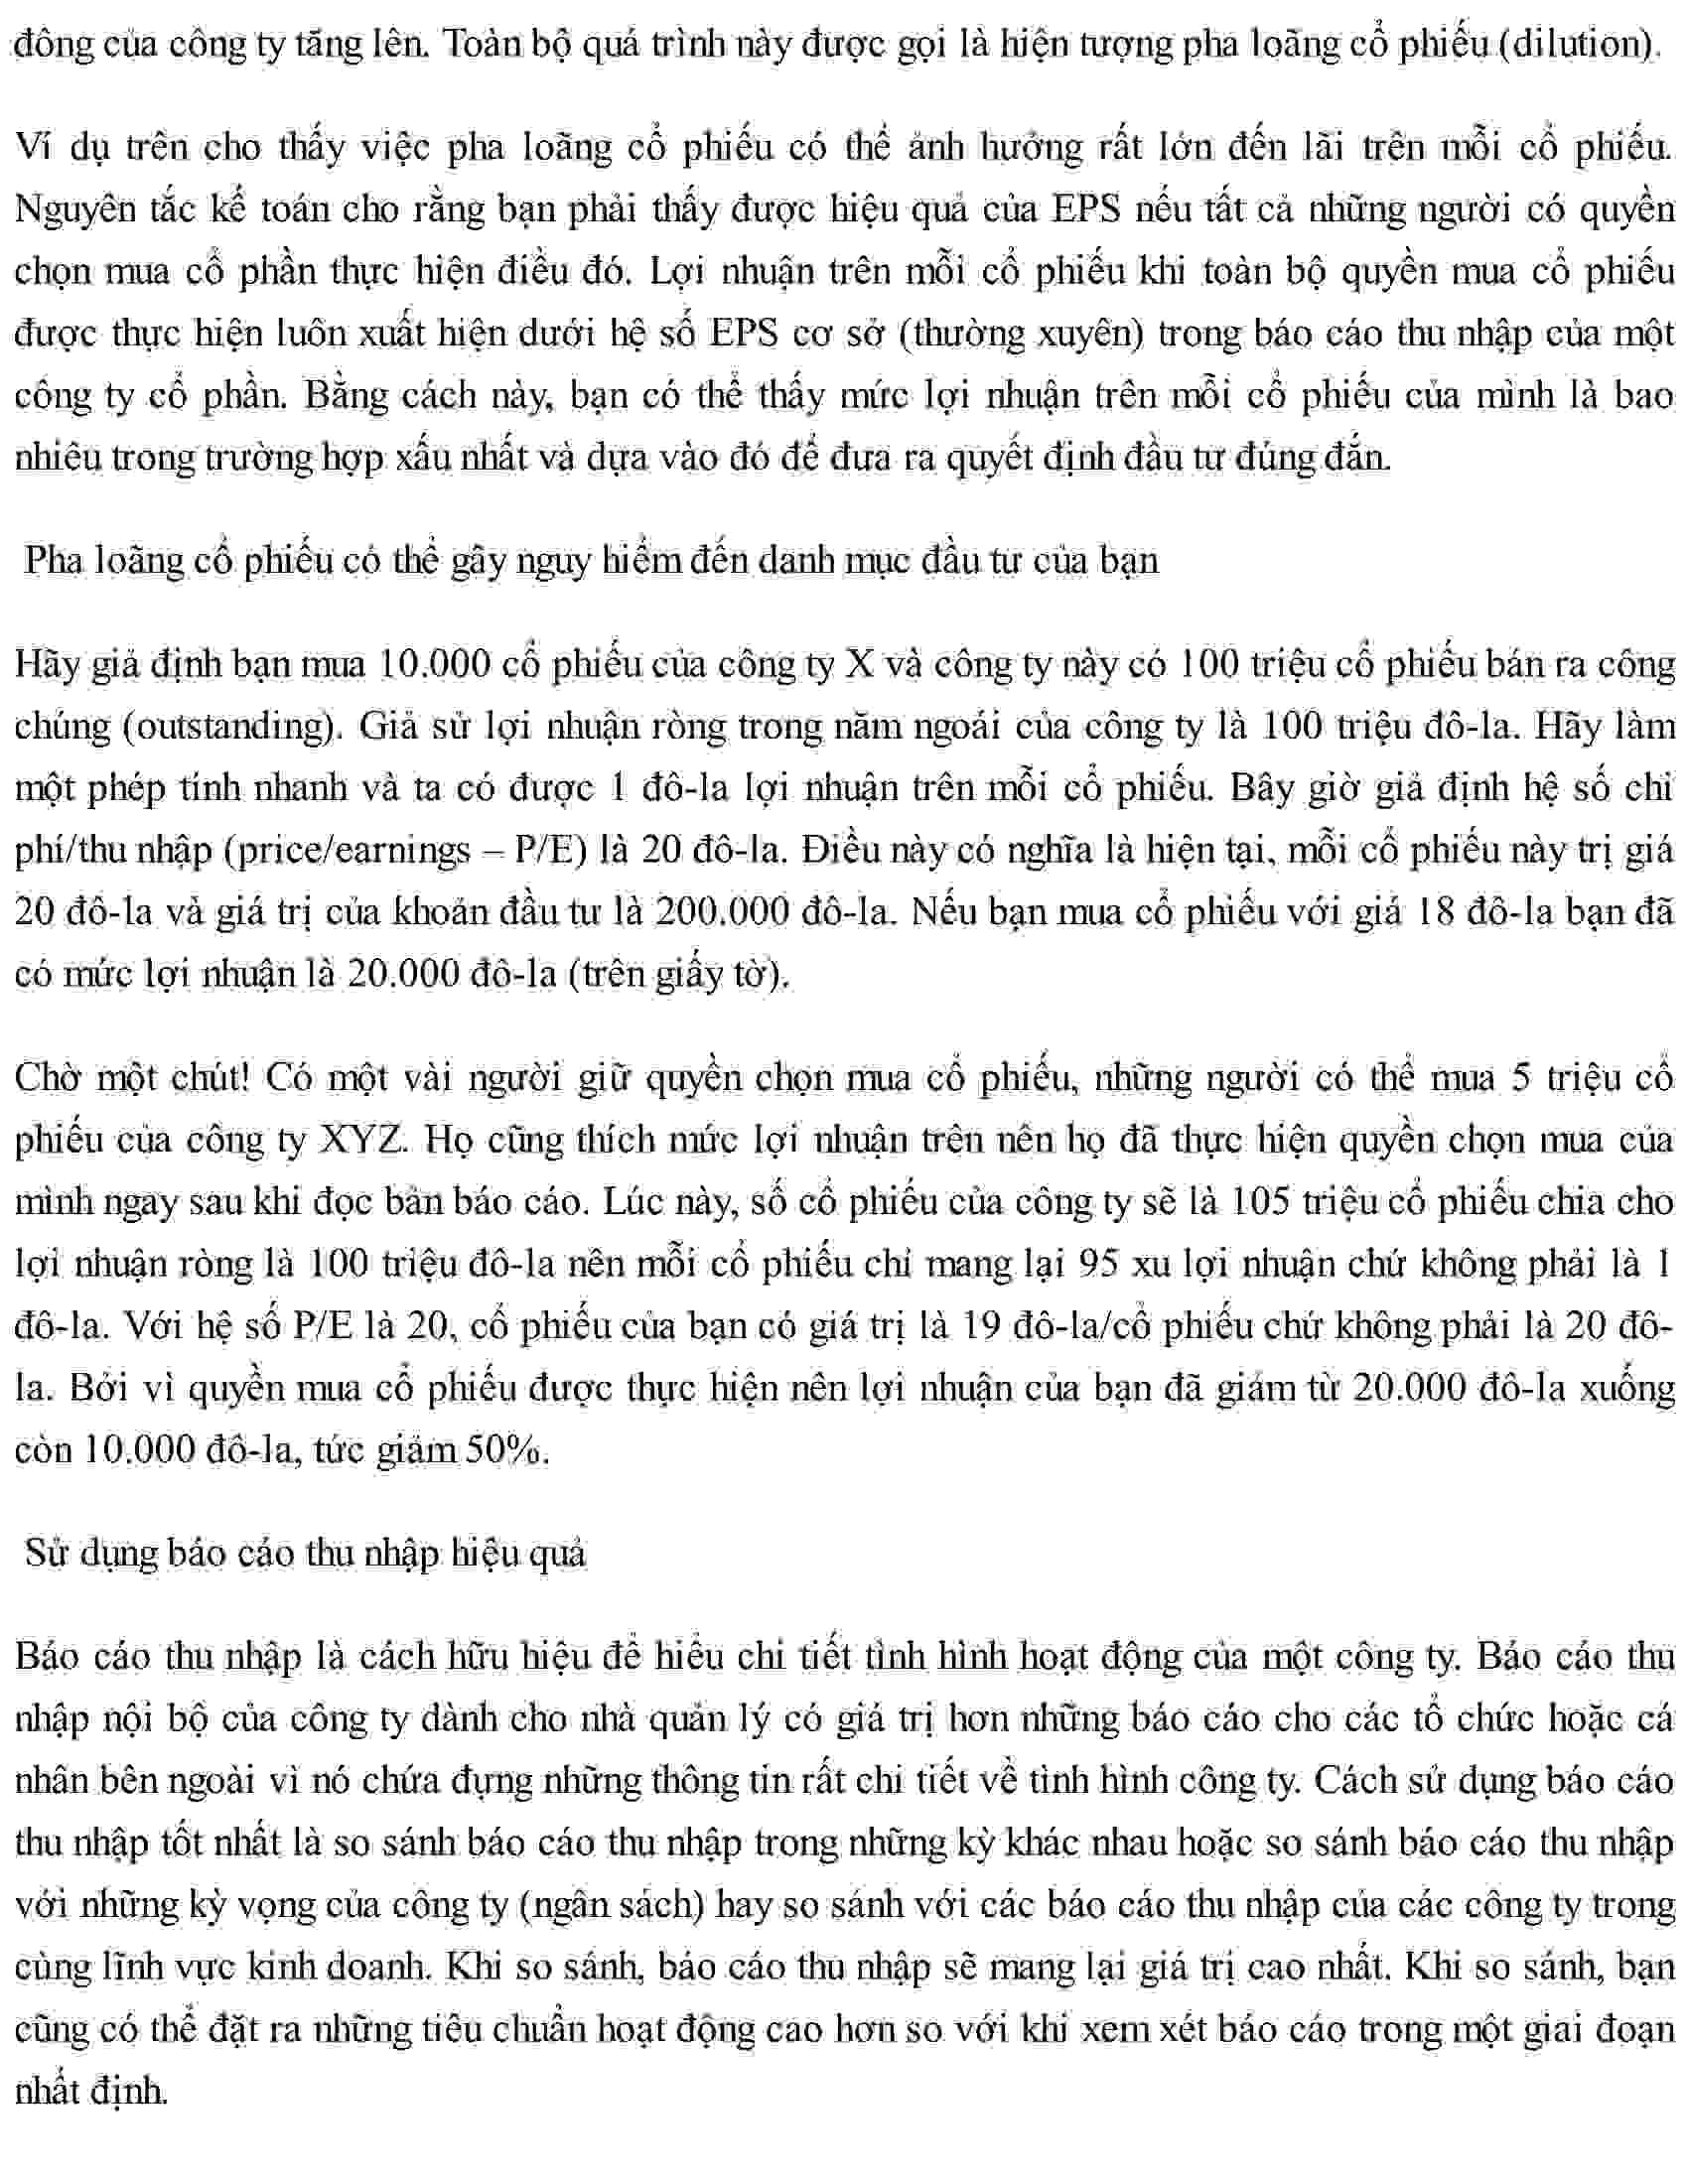 đông của công ty tăng lên. Toàn bộ quá trình này được gọi là hiện tượng pha loãng cổ phiếu (dilution).
Ví dụ trên cho thấy việc pha loãng cổ phiếu có thể ảnh hưởng rất lớn đến lãi trên mỗi cổ phiếu.
Nguyên tắc kế toán cho rằng bạn phải thấy được hiệu quả của EPS nếu tất cả những người có quyền
chọn mua cổ phần thực hiện điều đó. Lợi nhuận trên mỗi cổ phiếu khi toàn bộ quyền mua cổ phiếu
được thực hiện luôn xuất hiện dưới hệ số EPS cơ sở (thường xuyên) trong báo cáo thu nhập của một
công ty cổ phần. Bằng cách này, bạn có thể thấy mức lợi nhuận trên mỗi cổ phiếu của mình là bao
nhiêu trong trường hợp xấu nhất và dựa vào đó để đưa ra quyết định đầu tư đúng đắn.
Pha loãng cổ phiếu có thể gây nguy hiểm đến danh mục đầu tư của bạn
Hãy giả định bạn mua 10.000 cổ phiếu của công ty X và công ty này có 100 triệu cổ phiếu bán ra công
chúng (outstanding). Giả sử lợi nhuận ròng trong năm ngoái của công ty là 100 triệu đô-la. Hãy làm
một phép tính nhanh và ta có được 1 đô-la lợi nhuận trên mỗi cổ phiếu. Bây giờ giả định hệ số chi
phí/thu nhập (price/earnings – P/E) là 20 đô-la. Điều này có nghĩa là hiện tại, mỗi cổ phiếu này trị giá
20 đô-la và giá trị của khoản đầu tư là 200.000 đô-la. Nếu bạn mua cổ phiếu với giá 18 đô-la bạn đã
có mức lợi nhuận là 20.000 đô-la (trên giấy tờ).
Chờ một chút! Có một vài người giữ quyền chọn mua cổ phiếu, những người có thể mua 5 triệu cổ
phiếu của công ty XYZ. Họ cũng thích mức lợi nhuận trên nên họ đã thực hiện quyền chọn mua của
mình ngay sau khi đọc bản báo cáo. Lúc này, số cổ phiếu của công ty sẽ là 105 triệu cổ phiếu chia cho
lợi nhuận ròng là 100 triệu đô-la nên mỗi cổ phiếu chỉ mang lại 95 xu lợi nhuận chứ không phải là 1
đô-la. Với hệ số P/E là 20, cổ phiếu của bạn có giá trị là 19 đô-la/cổ phiếu chứ không phải là 20 đô-
la. Bởi vì quyền mua cổ phiếu được thực hiện nên lợi nhuận của bạn đã giảm từ 20.000 đô-la xuống
còn 10.000 đô-la, tức giảm 50%.
Sử dụng báo cáo thu nhập hiệu quả
Báo cáo thu nhập là cách hữu hiệu để hiểu chi tiết tình hình hoạt động của một công ty. Báo cáo thu
nhập nội bộ của công ty dành cho nhà quản lý có giá trị hơn những báo cáo cho các tổ chức hoặc cá
nhân bên ngoài vì nó chứa đựng những thông tin rất chi tiết về tình hình công ty. Cách sử dụng báo cáo
thu nhập tốt nhất là so sánh báo cáo thu nhập trong những kỳ khác nhau hoặc so sánh báo cáo thu nhập
với những kỳ vọng của công ty (ngân sách) hay so sánh với các báo cáo thu nhập của các công ty trong
cùng lĩnh vực kinh doanh. Khi so sánh, báo cáo thu nhập sẽ mang lại giá trị cao nhất. Khi so sánh, bạn
cũng có thể đặt ra những tiêu chuẩn hoạt động cao hơn so với khi xem xét báo cáo trong một giai đoạn
nhất định.